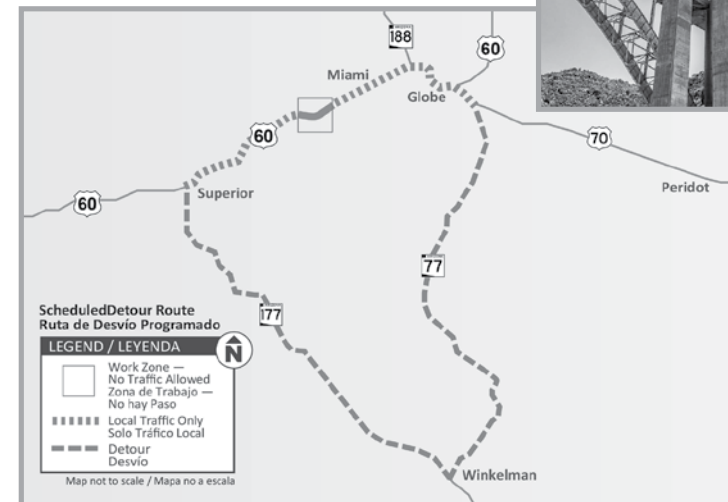 188
60
Miami
Globe
60
70
Peridot
Superior
60
77
177
ScheduledDetour Route
Ruta de Desvío Programado
LEGEND / LEYENDA
N
Work Zone —
No Traffic Allowed
Zona de Trabajo —
No hay Paso
Local Traffic Only
Solo Tráfico Local
Detour
Desvío
Map not to scale / Mapa no a escala
Winkelman